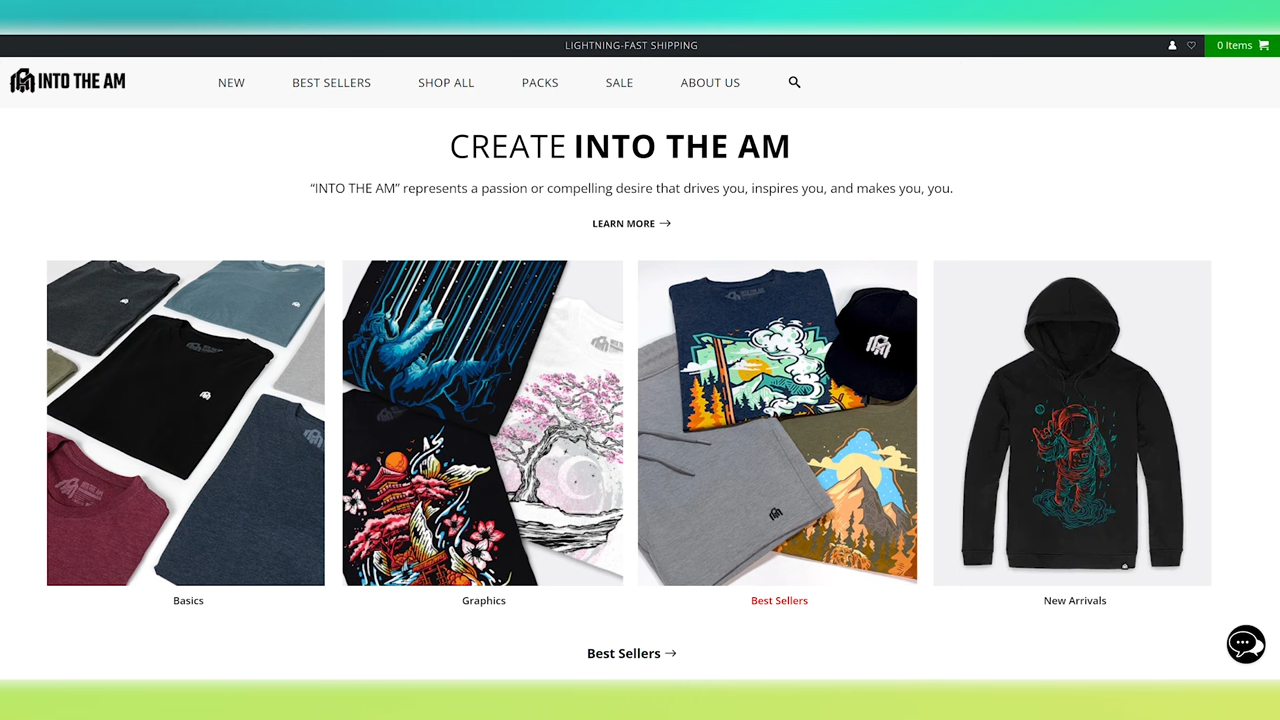 LIGHTNING-FAST SHIPPING
0 Items
INTO THE AM
NEW
BEST SELLERS
SHOP ALL
PACKS
SALE
ABOUT US
CREATE INTO THE AM
“INTO THE AM” represents a passion or compelling desire that drives you, inspires you, and makes you, you.
LEARN MORE
Basics
Graphics
Best Sellers
New Arrivals
Best Sellers